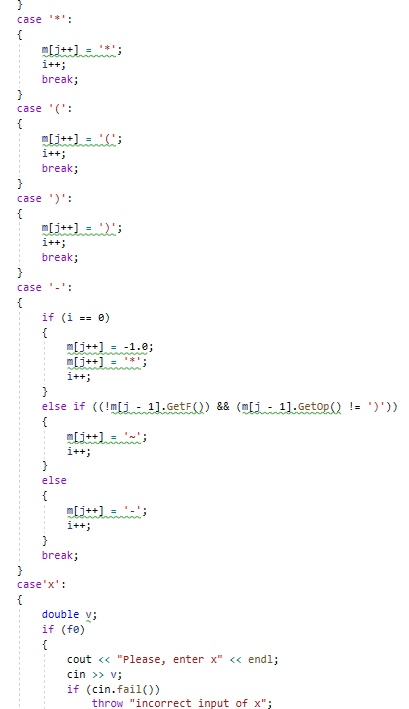 }
case '*':
{
m[j++] = '*';
i++;
break;
}
case '(':
{
m[j++] = '(';
i++;
break;
}
case ')':
{
m[j++] = ')';
i++;
break;
}
case '-':
{
if (i == 0)
{
m[j++] = -1.0;
m[j++] = '*';
i++;
}
else if ((!m[j - 1].GetF()) && (m[j - 1].GetOp() != ')'))
{
m[j++] = '~';
i++;
}
else
{
m[j++] = '-';
i++;
}
break;
}
case'x':
{
double v;
if (f0)
{
cout << "Please, enter x" << endl;
cin >> v;
if (cin.fail())
throw "incorrect input of x";